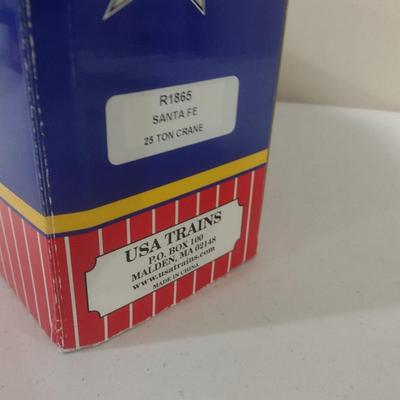 R1865
SANTA FE
25 TON CRANE
USA TRAINS
P.O. BOX 100
MALDEN, MA 02148
www.usatrains.com
MADE IN CHINA